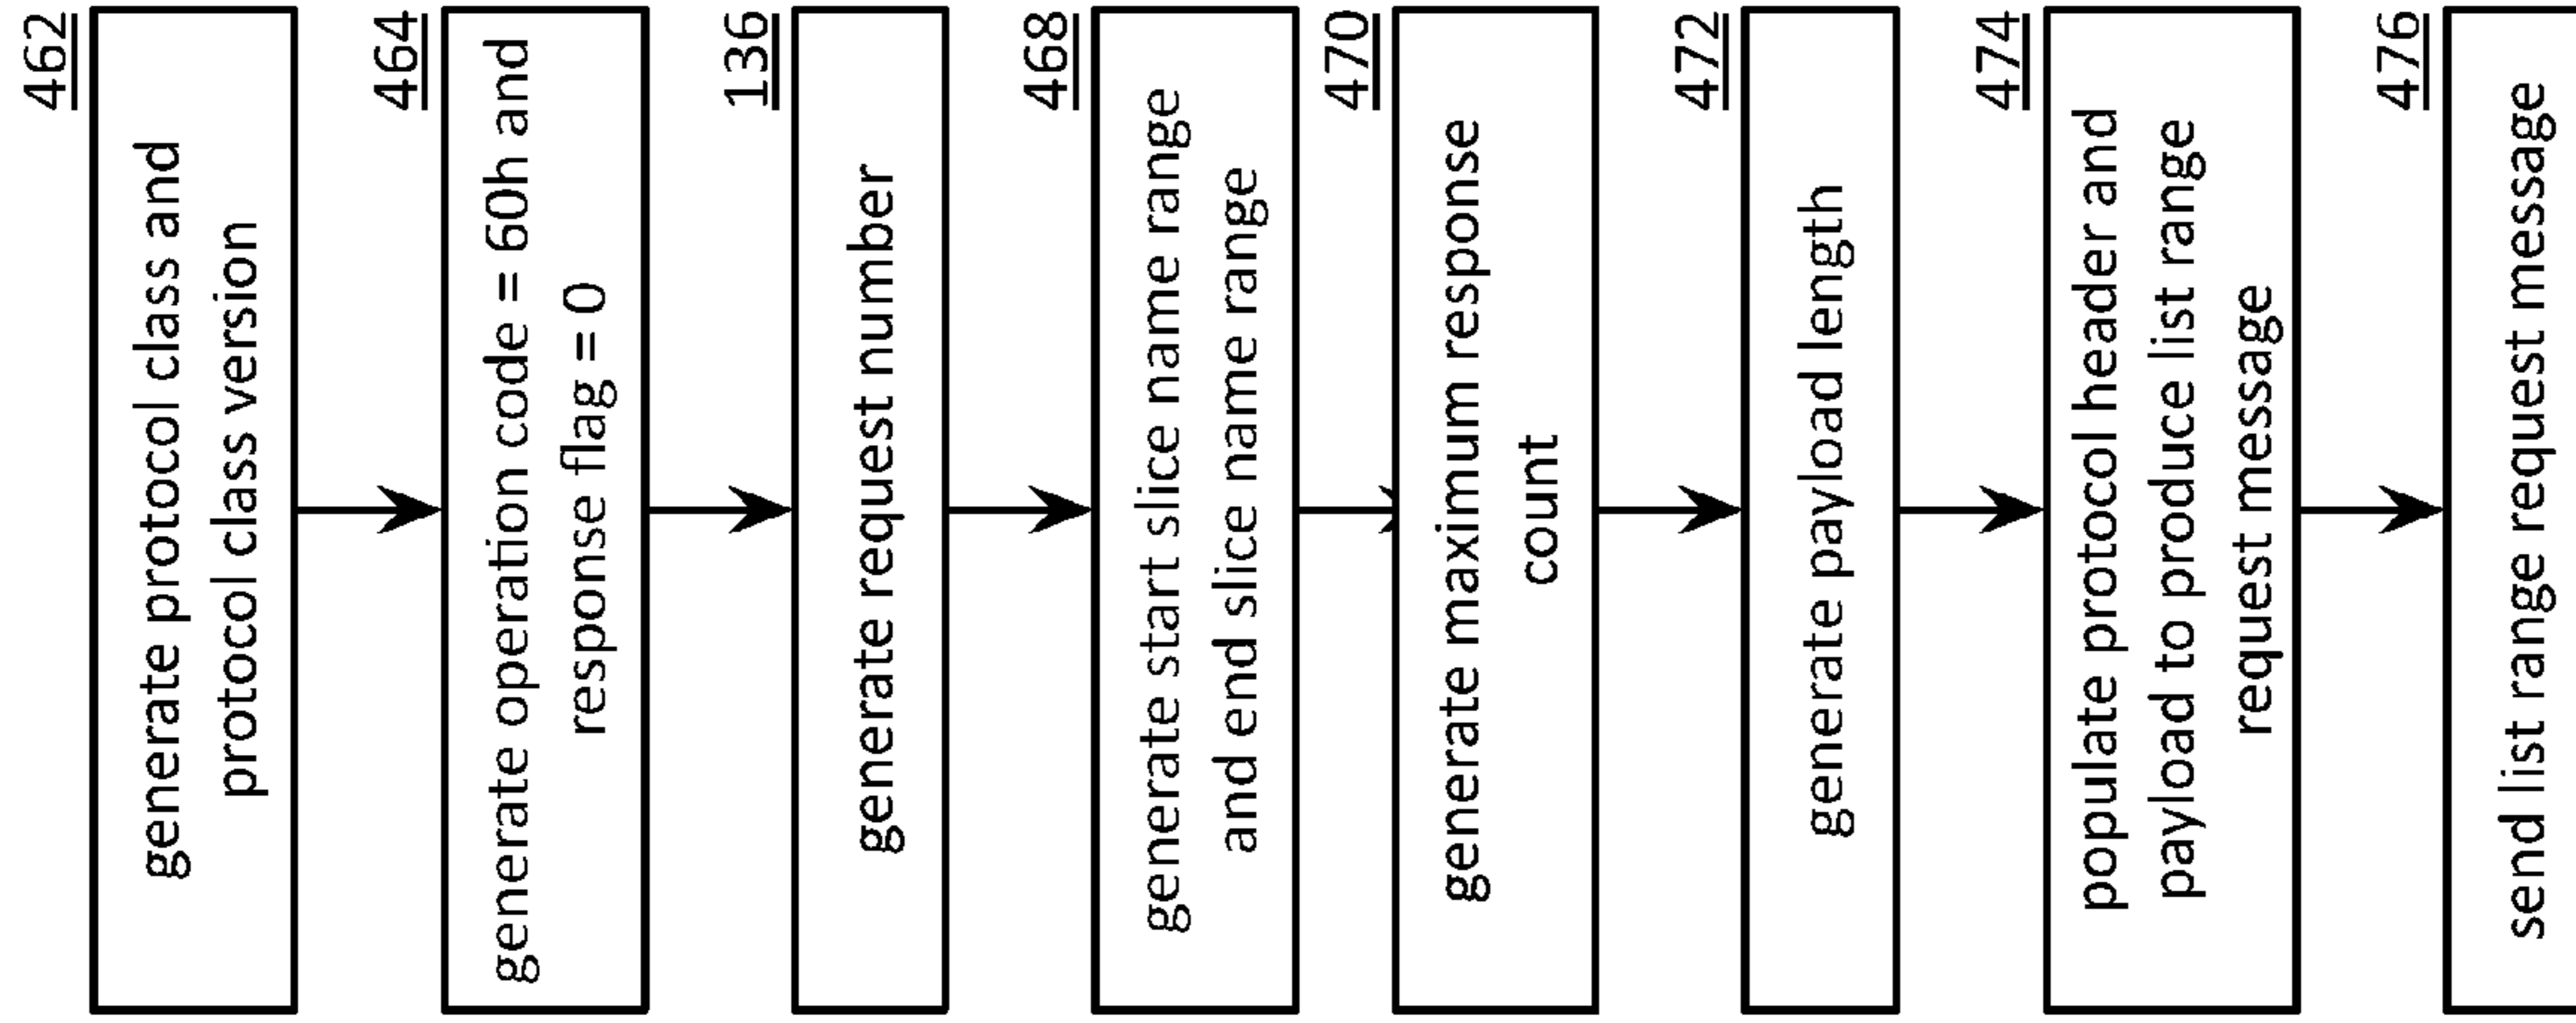 462
generate protocol class and
protocol class version
464
generate operation code = 60h and
response flag = 0
136
generate request number
468
generate start slice name range
and end slice name range
470
generate maximum response
count
472
generate payload length
474
populate protocol header and
payload to produce list range
request message
476
send list range request message